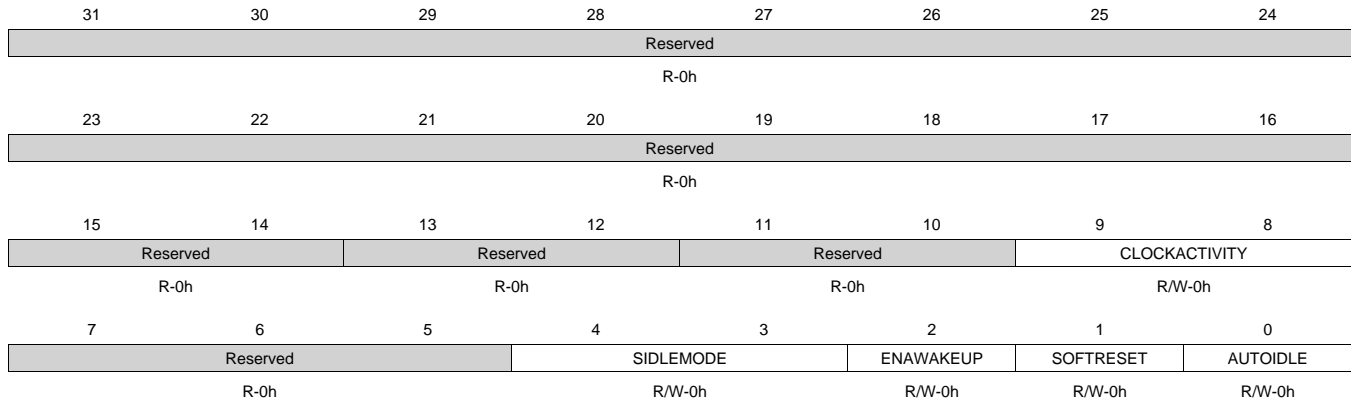 31 30 29 28 27 26 25 24
Reserved
R-0h
23 22 21 20 19 18 17 16
Reserved
R-0h
15 14 13 12 11 10 9 8
Reserved Reserved Reserved CLOCKACTIVITY
R-0h R-0h R-0h R/W-0h
7 6 5 4 3 2 1 0
Reserved SIDLEMODE ENAWAKEUP SOFTRESET AUTOIDLE
R-0h R/W-0h R/W-0h R/W-0h R/W-0h